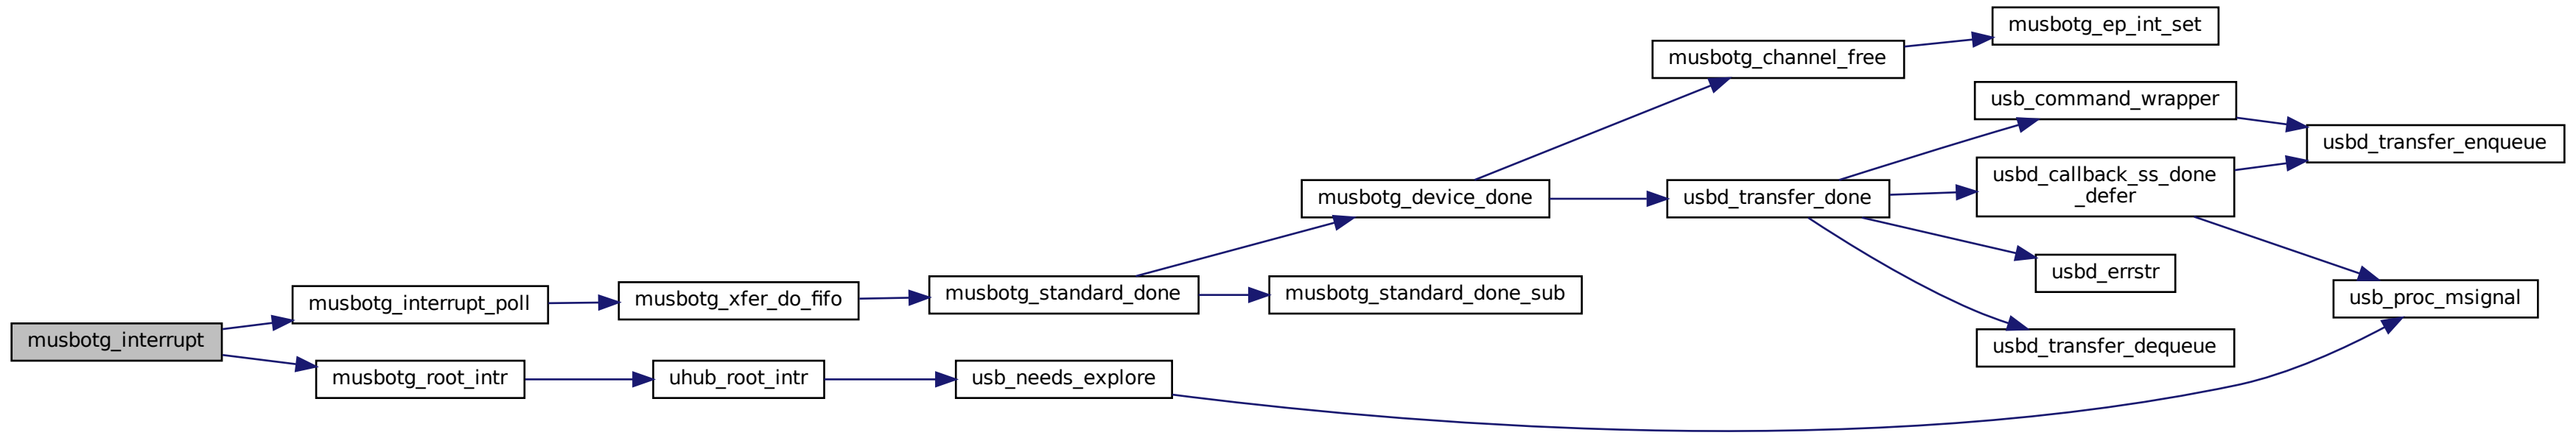 musbotg_interrupt
musbotg_interrupt_poll
musbotg_xfer_do_fifo
musbotg_standard_done
musbotg_device_done
musbotg_channel_free
musbotg_ep_int_set
usbd_transfer_done
usb_command_wrapper
usbd_transfer_enqueue
usbd_callback_ss_done
_defer
usb_proc_msignal
usbd_errstr
usbd_transfer_dequeue
musbotg_standard_done_sub
musbotg_root_intr
uhub_root_intr
usb_needs_explore